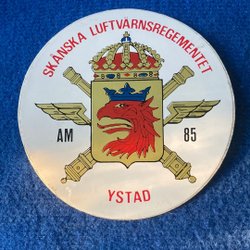 SKÅNSKA LUFTVÄRNSREGEMENTET
AM 85
YSTAD